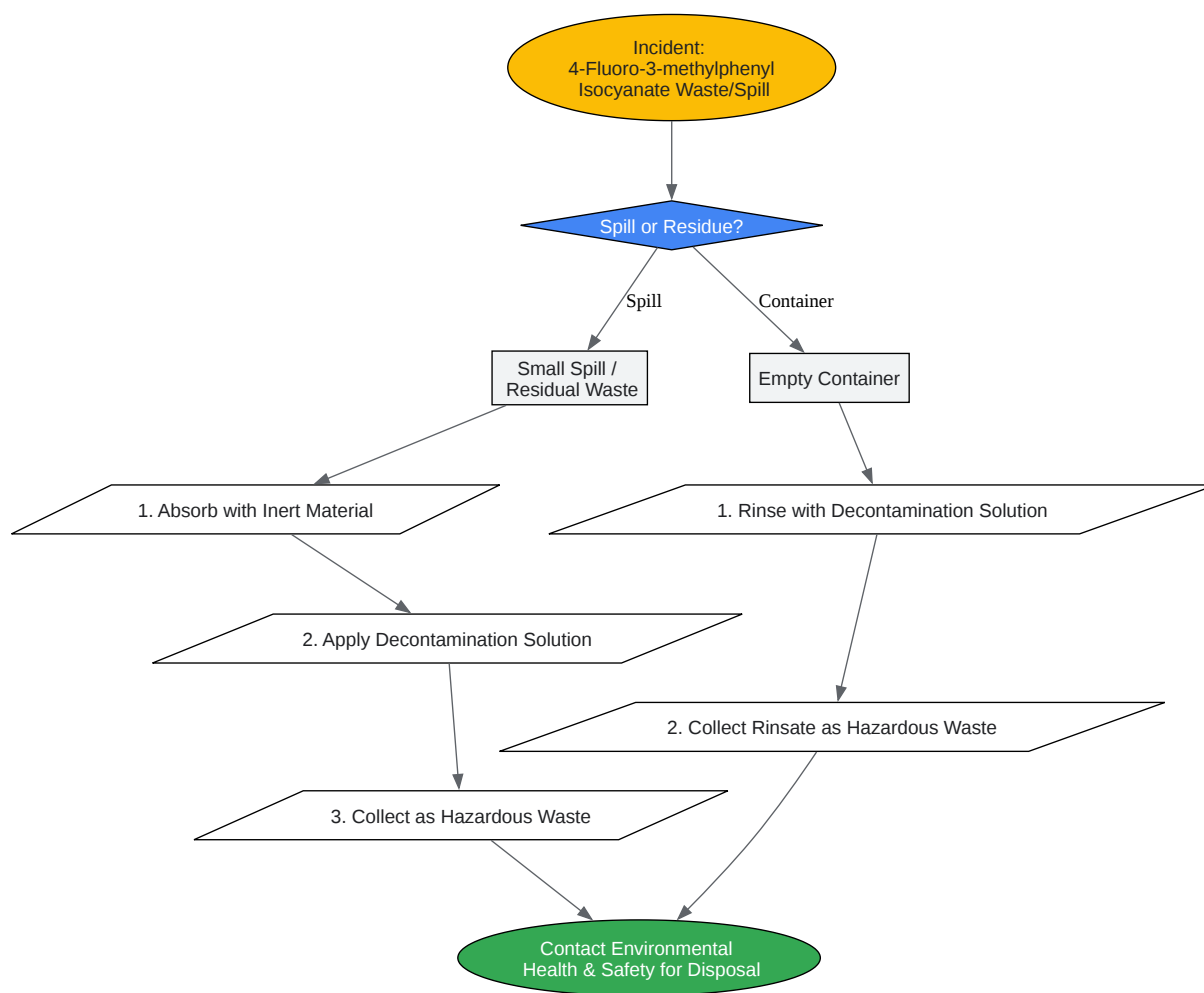 Incident:
4-Fluoro-3-methylphenyl
Isocyanate Waste/Spill
Spill or Residue?
Spill
Container
Small Spill /
Residual Waste
Empty Container
1. Absorb with Inert Material
1. Rinse with Decontamination Solution
2. Apply Decontamination Solution
2. Collect Rinsate as Hazardous Waste
3. Collect as Hazardous Waste
Contact Environmental
Health & Safety for Disposal